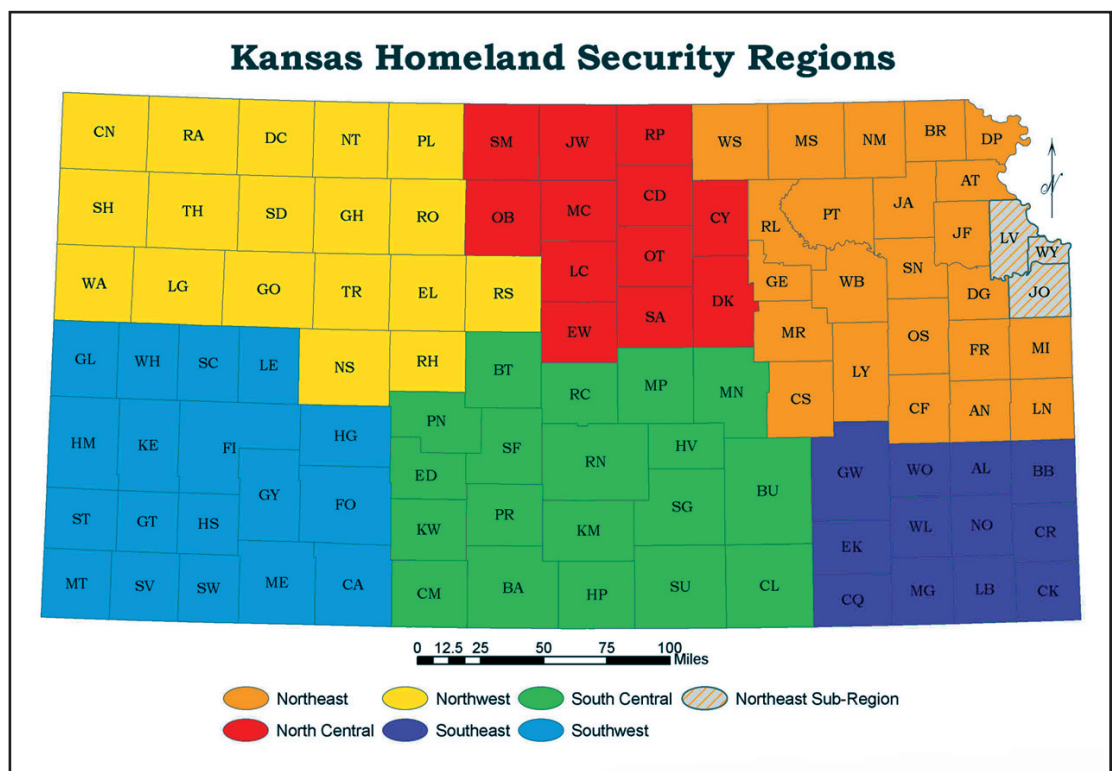 Kansas Homeland Security Regions
CN RA DC NT PL SM JW RP WS MS NM BR DP
SH TH SD GH RO OB MC CD CY RL PT JA AT
JF LV WY
WA LG GO TR EL RS LC OT DK GE WB SN DG JO
N
GL WH SC LE NS RH BT EW SA MR OS FR MI
RC MP MN CS LY CF AN LN
HM KE FI HG PN SF RN HV BU GW WO AL BB
GY FO ED
ST GT HS KW PR KM SG EK WL NO CR
MT SV SW ME CA CM BA HP SU CL CQ MG LB CK
0 12.5 25 50 75 100
Miles
Northeast Northwest South Central Northeast Sub-Region
North Central Southeast Southwest